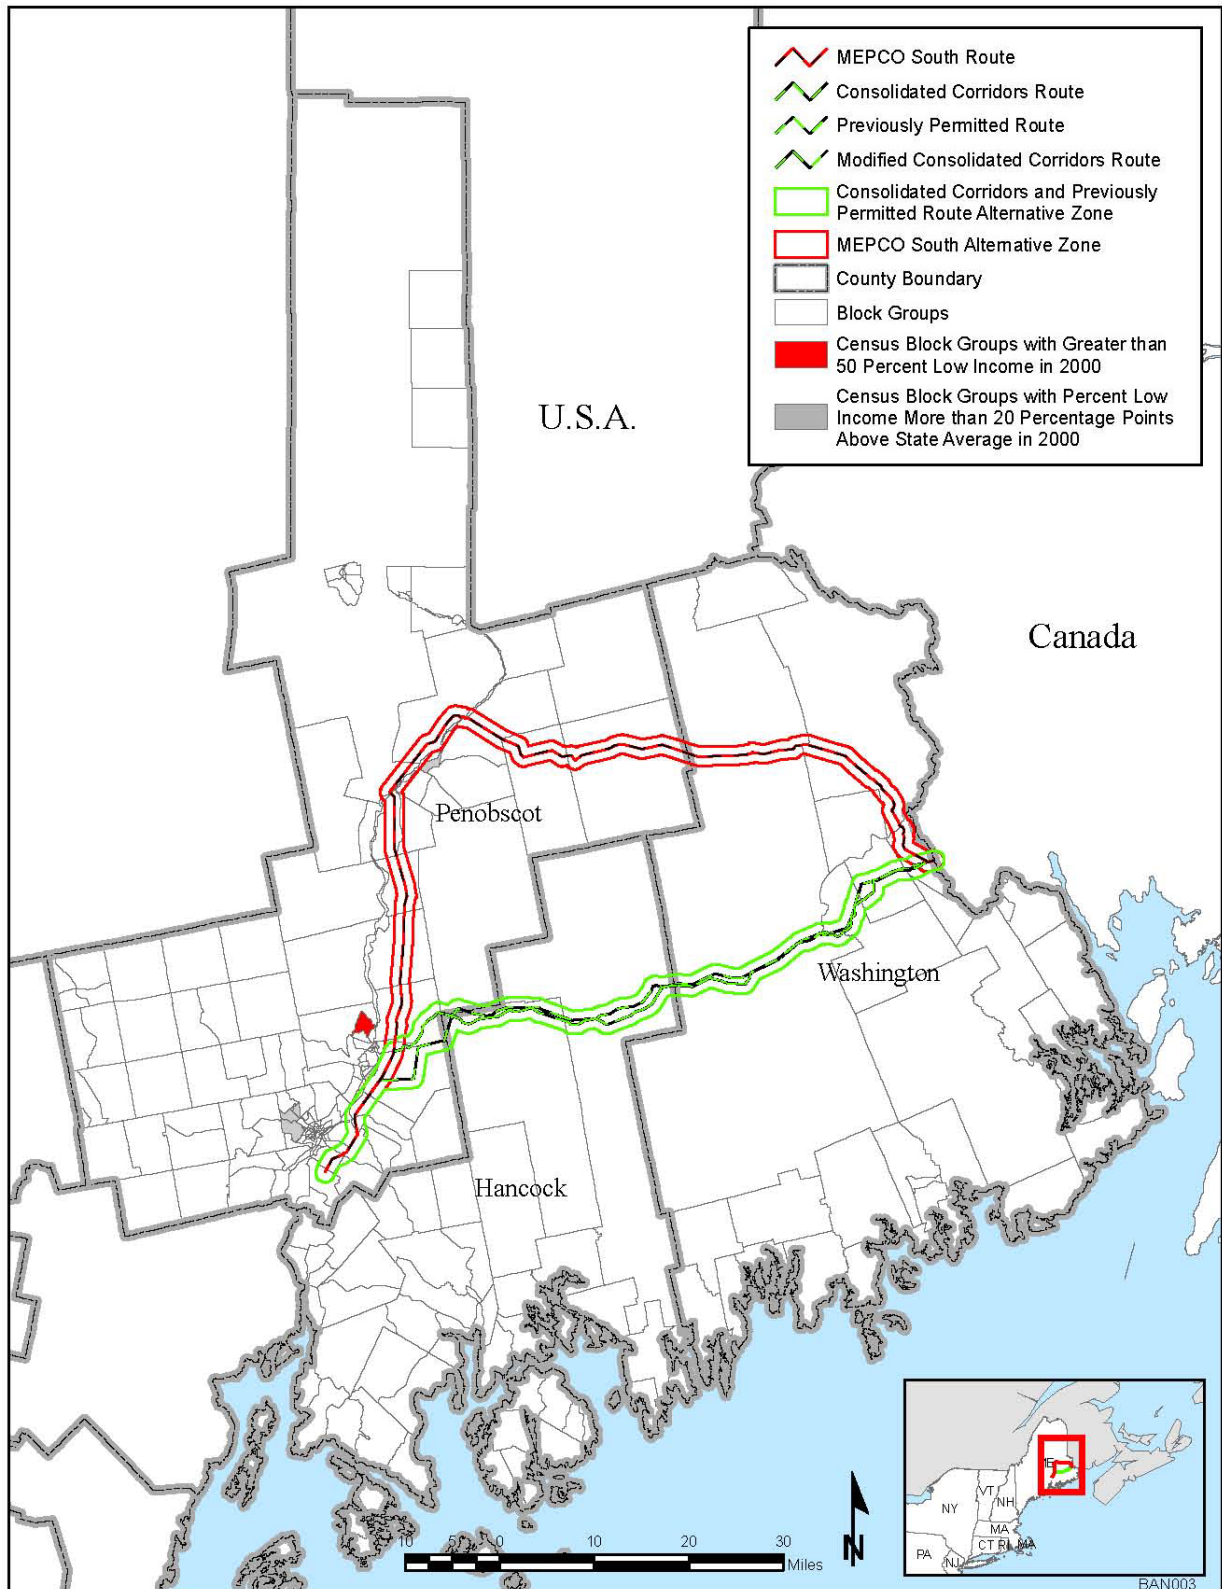 MEPCO South Route
Consolidated Corridors Route
Previously Permitted Route
Modified Consolidated Corridors Route
Consolidated Corridors and Previously
Permitted Route Alternative Zone
MEPCO South Alternative Zone
County Boundary
Block Groups
Census Block Groups with Greater than
50 Percent Low Income in 2000
Census Block Groups with Percent Low
Income More than 20 Percentage Points
Above State Average in 2000
U.S.A.
Canada
Penobscot
Washington
Hancock
10 5 0 10 20 30
Miles
N
ME
VT
NH
NY
MA
CT RI MA
PA
NJ
BAN003